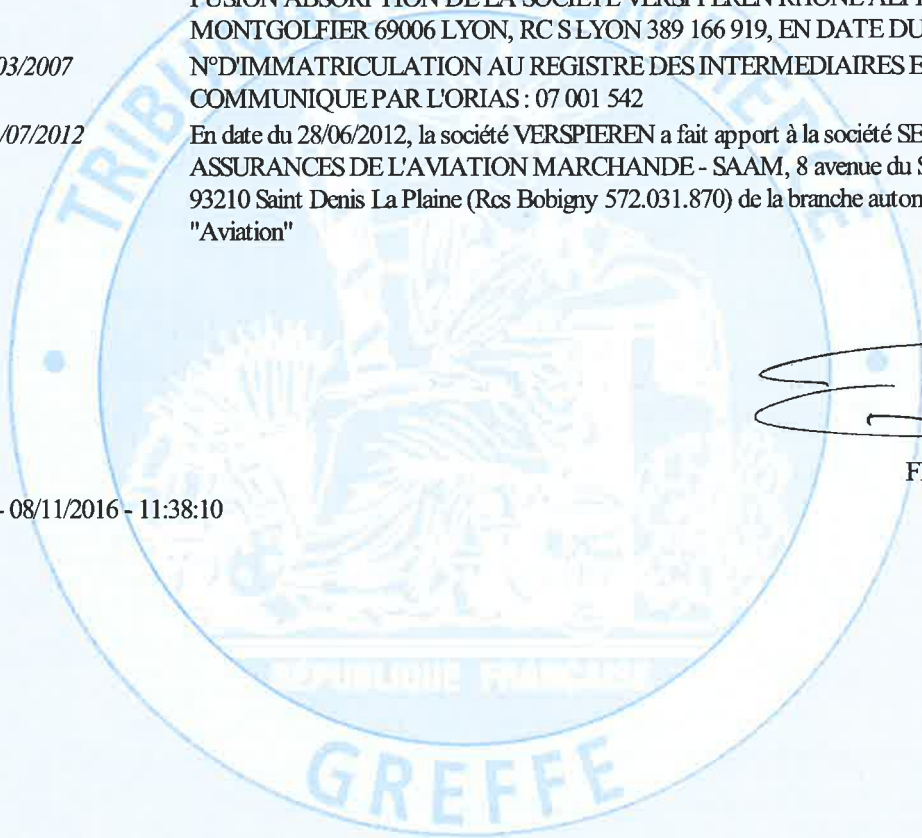 FUSION ABSORPTION DE LA SOCIETE VERSPIEREN RHONE
MONTGOLFIER 69006 LYON, RC S LYON 389 166 919, EN DATE DU
03/2007 N°D'IMMATRICULATION AU REGISTRE DES INTERMEDIAIRES E
COMMUNIQUE PAR L'ORIAS : 07 001 542
/07/2012 En date du 28/06/2012, la société VERSPIEREN a fait apport à la société SE
ASSURANCES DE L'AVIATION MARCHANDE - SAAM, 8 avenue du S
93210 Saint Denis La Plaine (Rcs Bobigny 572.031.870) de la branche auton
"Aviation"
F
- 08/11/2016 - 11:38:10
RÉPUBLIQUE FRANÇAISE
GREFFE